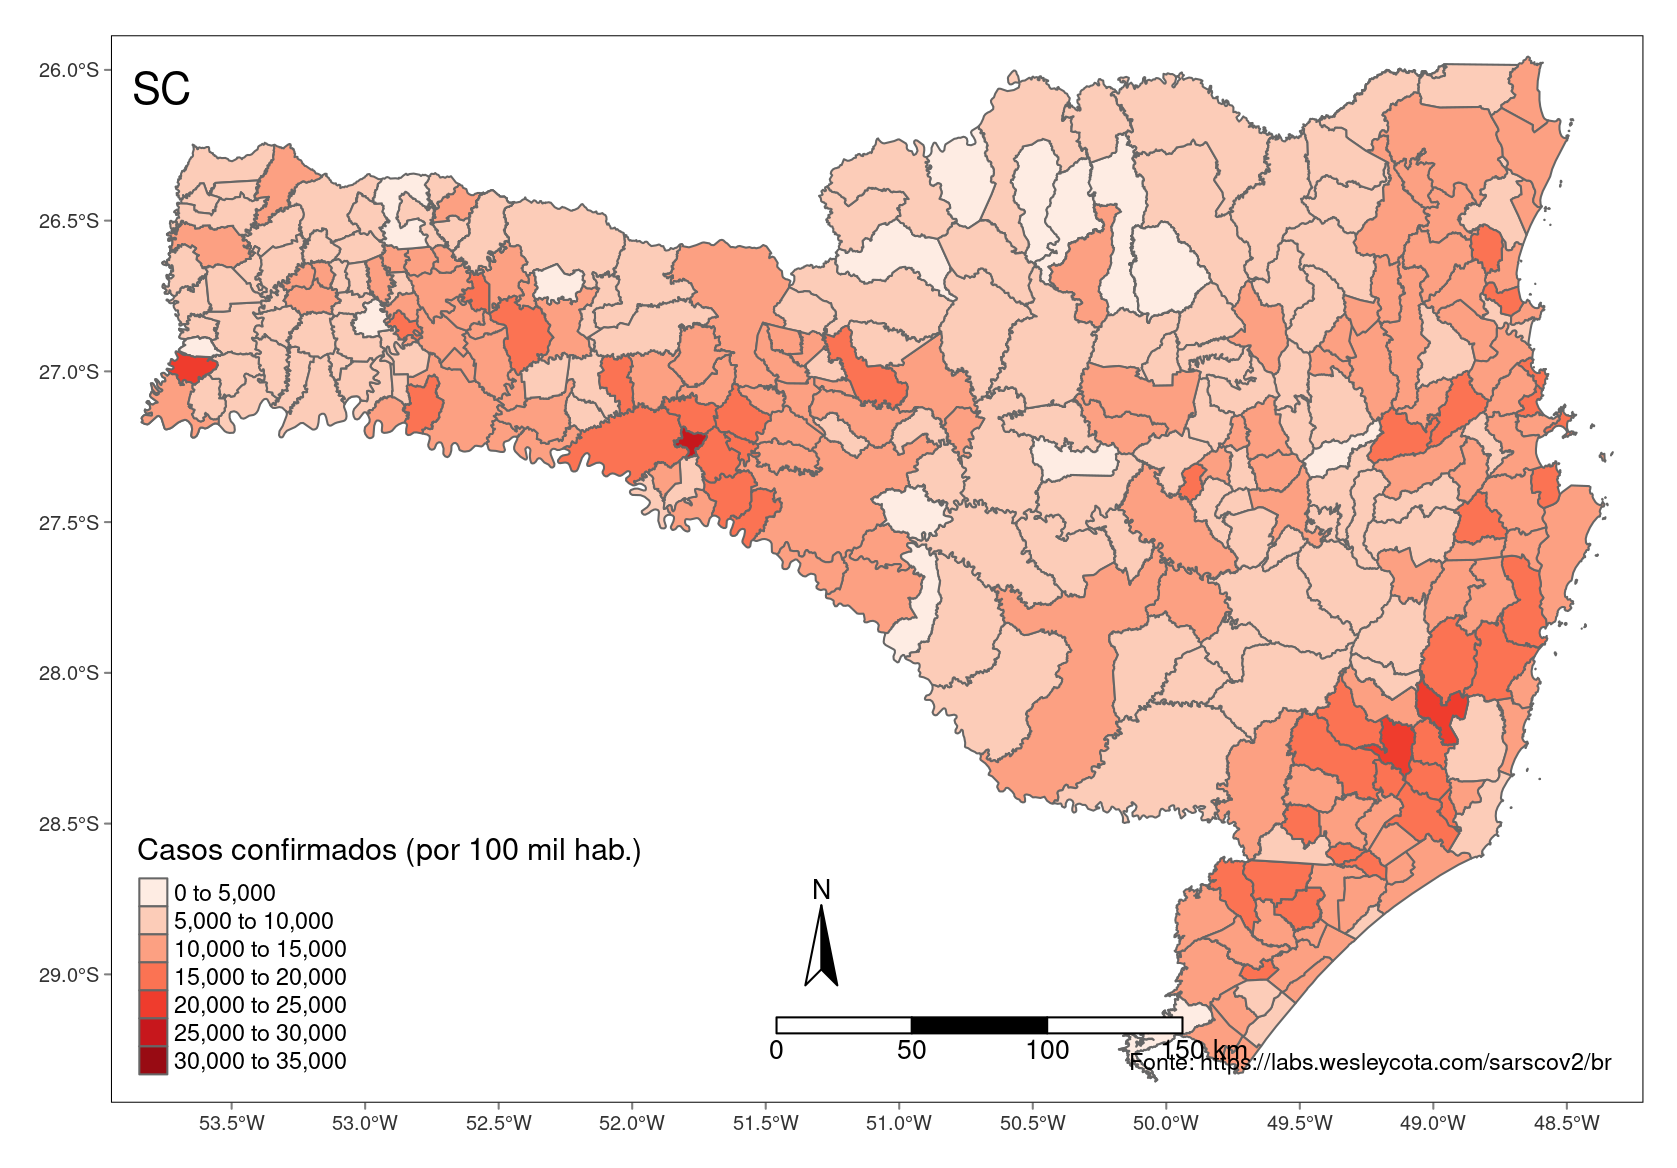 SC
26.0°S
26.5°S
27.0°S
27.5°S
28.0°S
28.5°S
29.0°S
Casos confirmados (por 100 mil hab.)
0 to 5,000
5,000 to 10,000
10,000 to 15,000
15,000 to 20,000
20,000 to 25,000
25,000 to 30,000
30,000 to 35,000
N
0 50 100 150 km
Fonte: https://labs.wesleycota.com/sarscov2/br
53.5°W 53.0°W 52.5°W 52.0°W 51.5°W 51.0°W 50.5°W 50.0°W 49.5°W 49.0°W 48.5°W